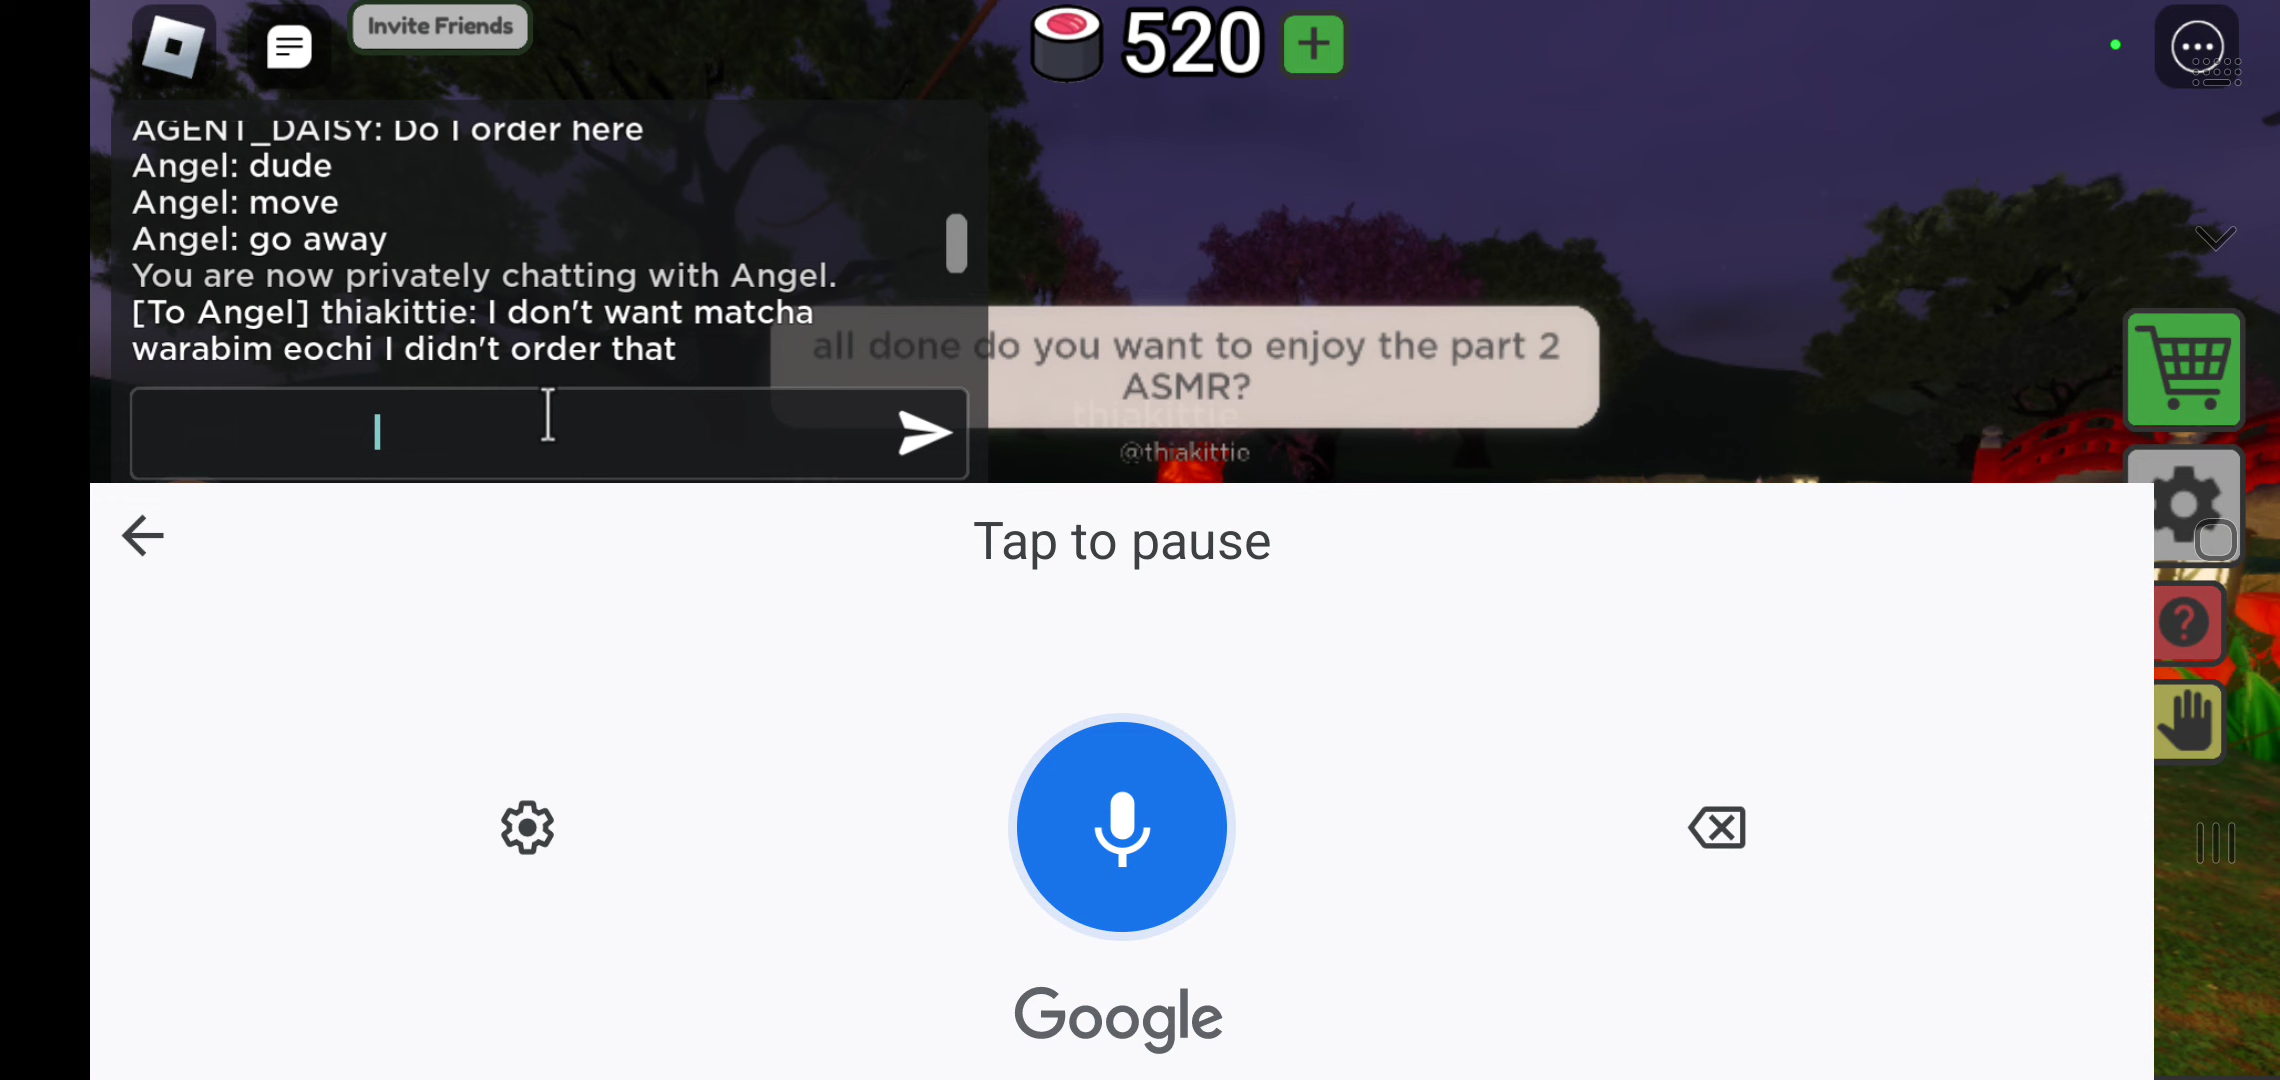 Invite Friends
520
AGENT_DAISY: Do I order here
Angel: dude
Angel: move
Angel: go away
You are now privately chatting with Angel.
[To Angel] thiakittie: I don't want matcha
warabim eochi I didn't order that
all done do you want to enjoy the part 2
ASMR?
thiakittie
@thiakittie
Tap to pause
Google